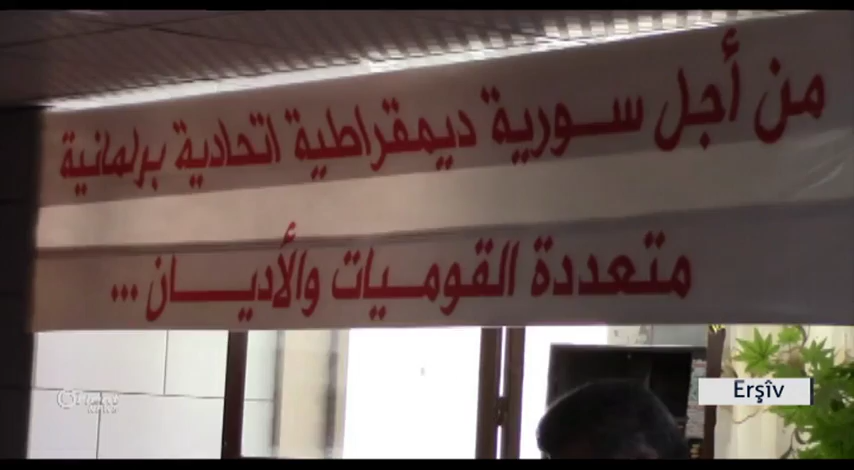 من أجل سورية ديمقراطية اتحادية برلمانية
متعددة القوميات والأديان ...
Erşîv